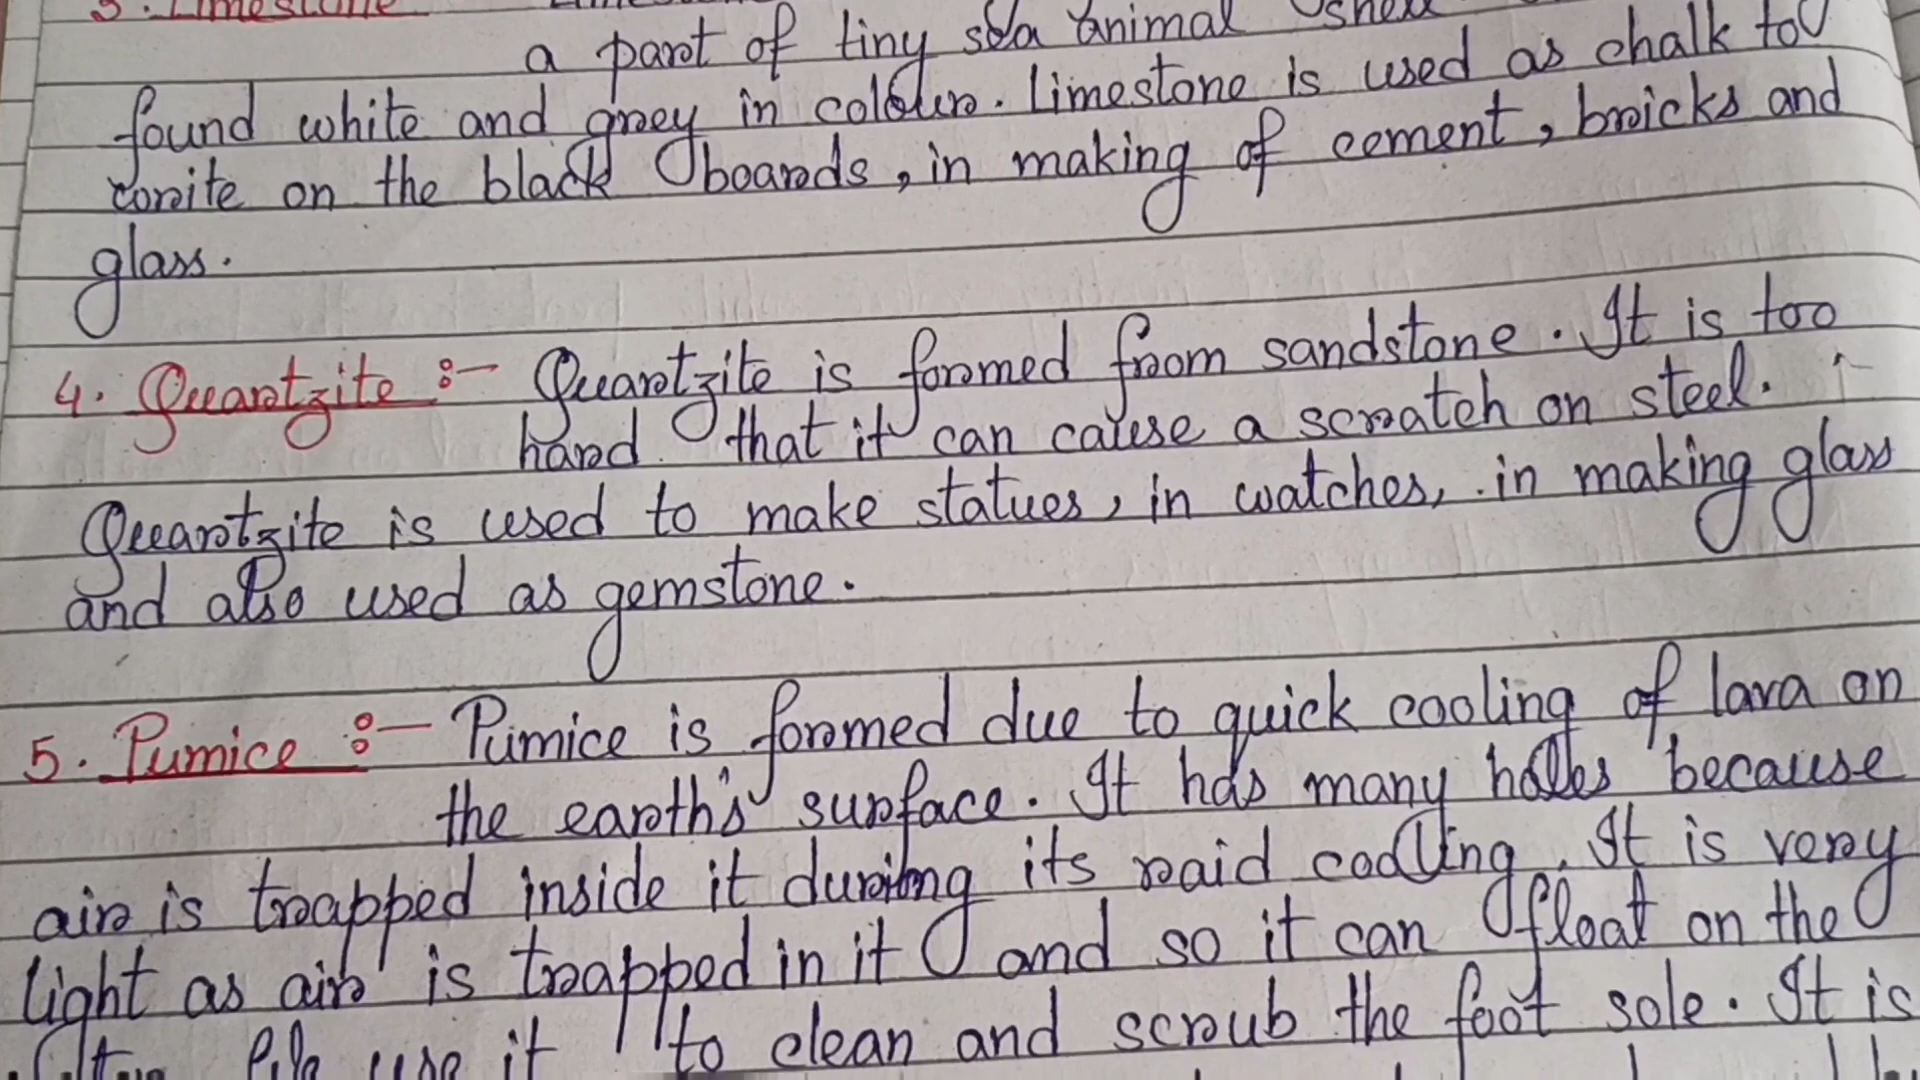 3. Limestone
a part of tiny sea animal shell
found white and grey in colour. Limestone is used as chalk to
write on the black boards, in making of cement, bricks and
glass.
4. Quartzite :- Quartzite is formed from sandstone. It is too
hard that it can cause a scratch on steel.
Quartzite is used to make statues, in watches, in making glass
and also used as gemstone.
5. Pumice :- Pumice is formed due to quick cooling of lava on
the earth's surface. It has many holes because
air is trapped inside it during its raid cooling. It is very
light as air is trapped in it and so it can float on the
use it to clean and scrub the foot sole. It is